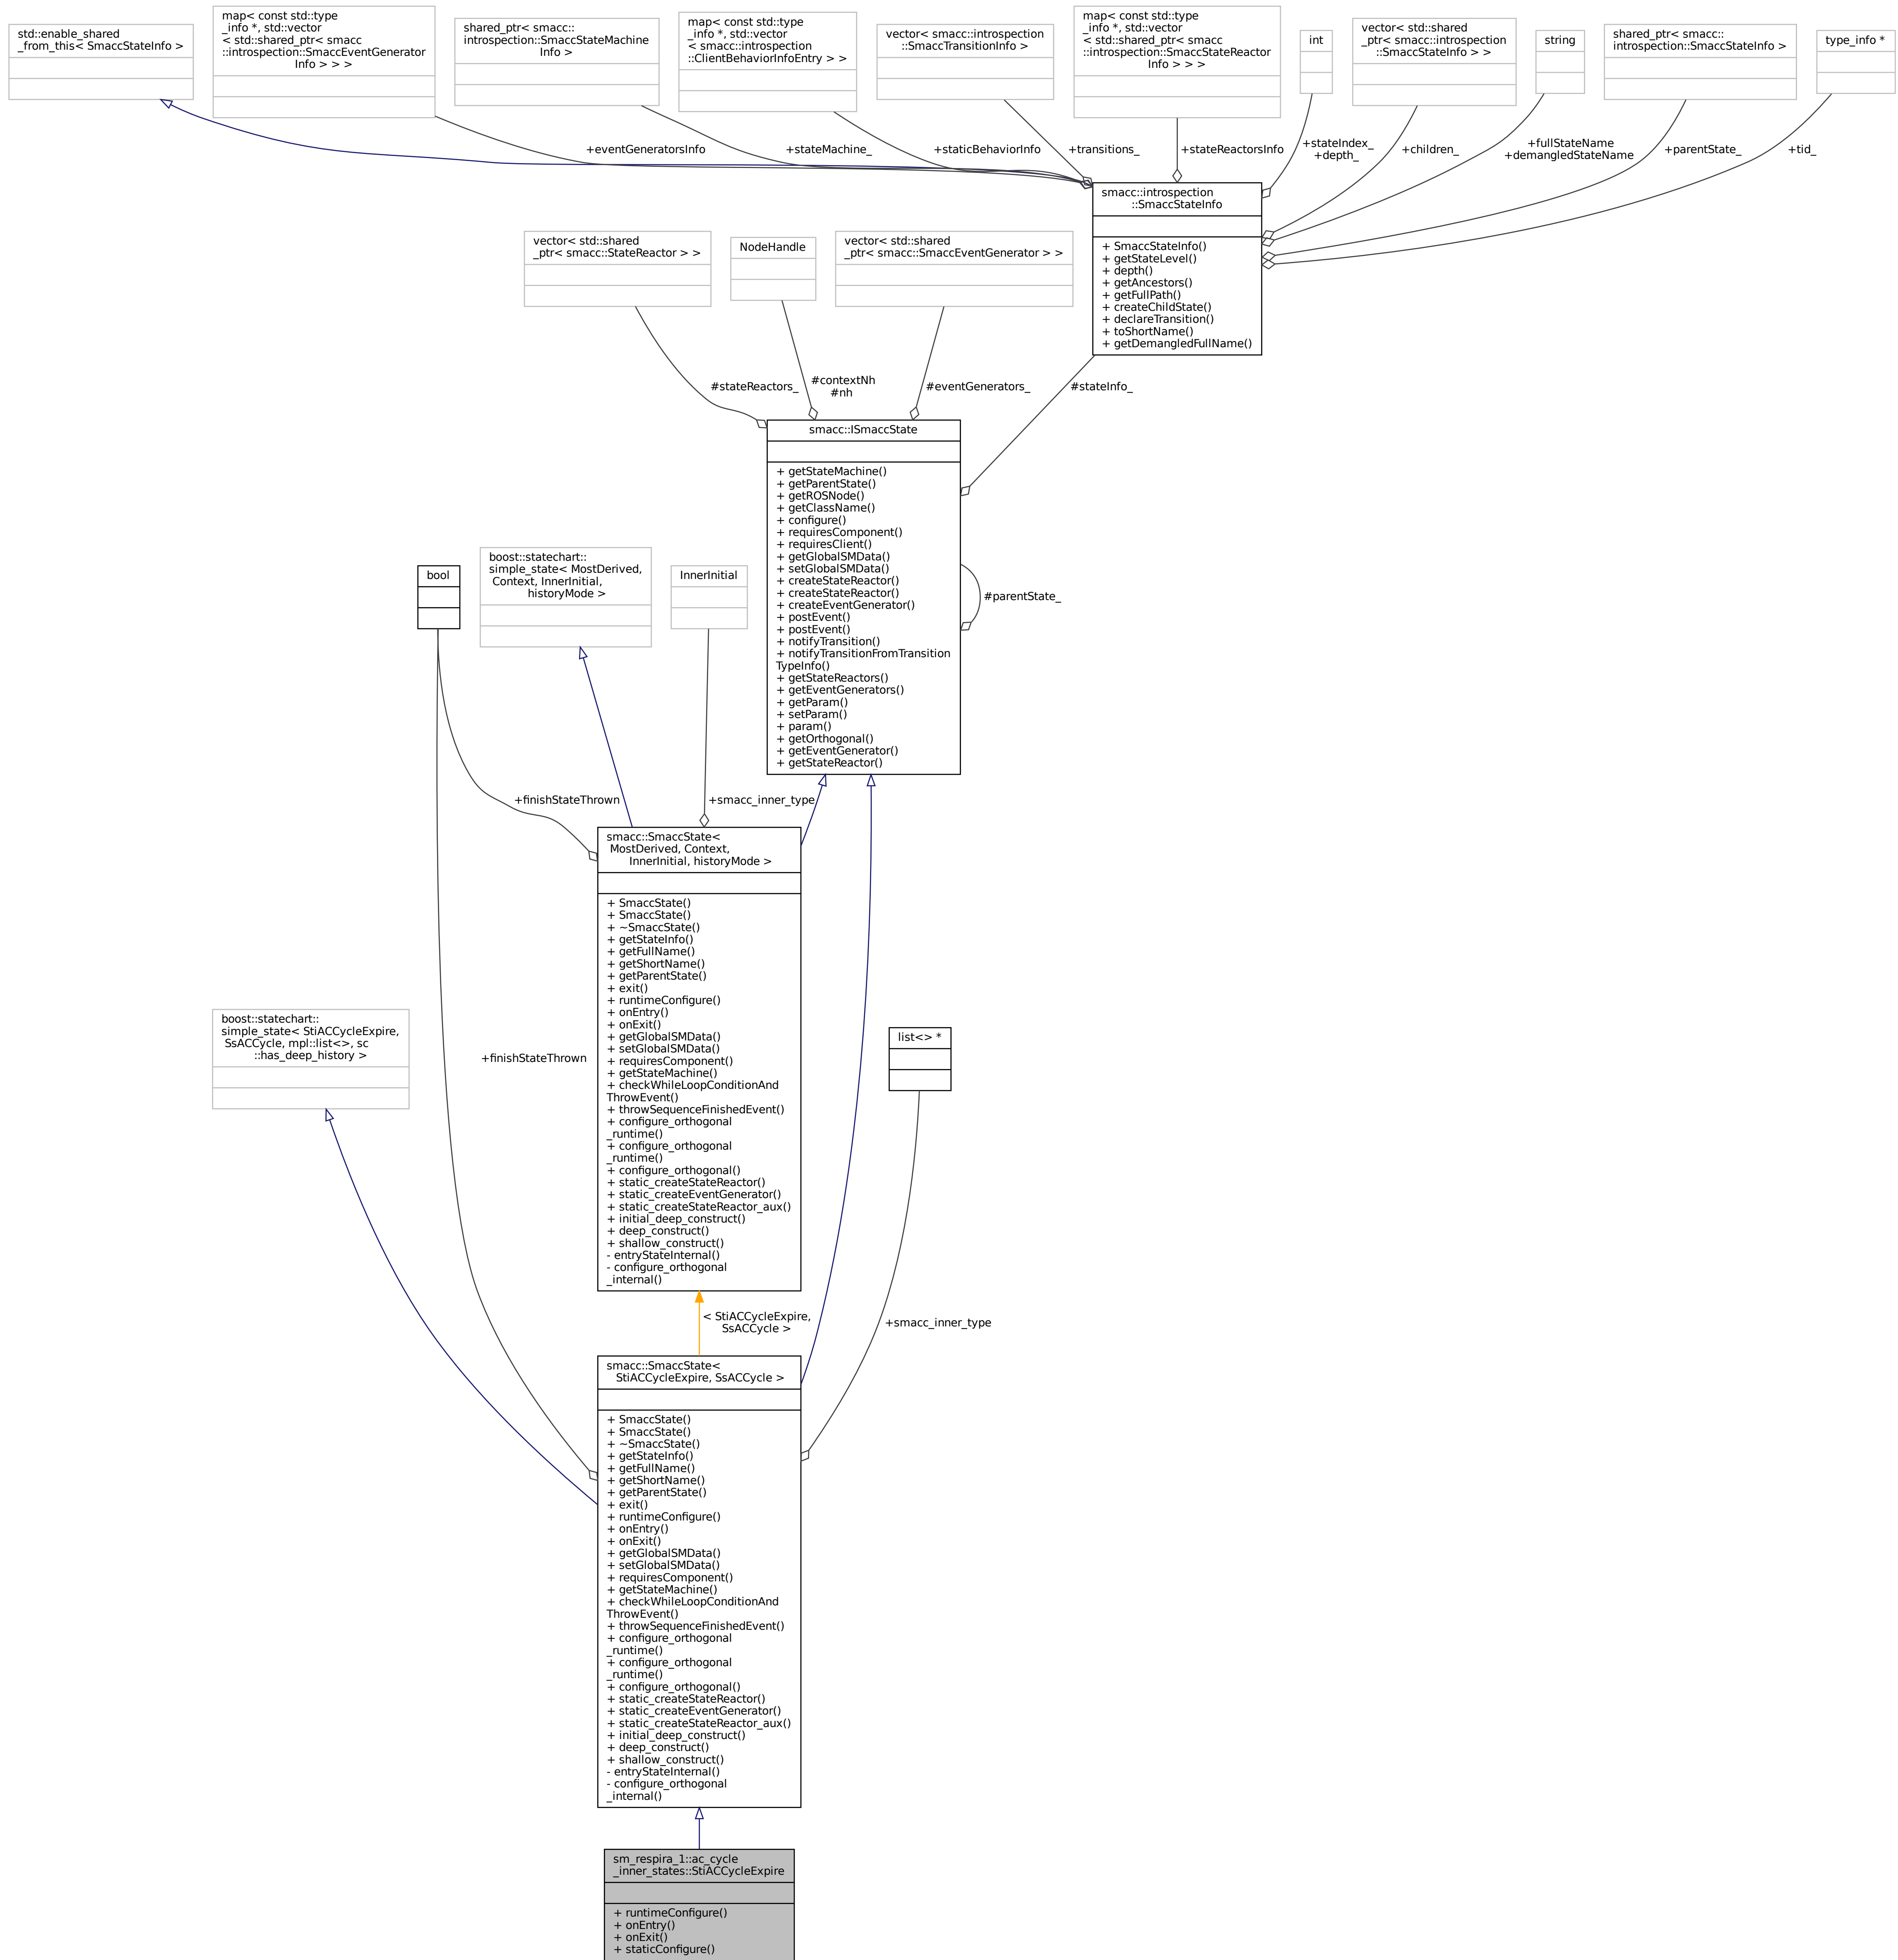 std::enable_shared
_from_this< SmaccStateInfo >
map< const std::type
_info *, std::vector
< std::shared_ptr< smacc
::introspection::SmaccEventGenerator
Info > > >
shared_ptr< smacc::
introspection::SmaccStateMachine
Info >
map< const std::type
_info *, std::vector
< smacc::introspection
::ClientBehaviorInfoEntry > >
vector< smacc::introspection
::SmaccTransitionInfo >
map< const std::type
_info *, std::vector
< std::shared_ptr< smacc
::introspection::SmaccStateReactor
Info > > >
int
vector< std::shared
_ptr< smacc::introspection
::SmaccStateInfo > >
string
shared_ptr< smacc::
introspection::SmaccStateInfo >
type_info *
+eventGeneratorsInfo
+stateMachine_
+staticBehaviorInfo
+transitions_
+stateReactorsInfo
+stateIndex_
+depth_
+children_
+fullStateName
+demangledStateName
+parentState_
+tid_
smacc::introspection
::SmaccStateInfo
+ SmaccStateInfo()
+ getStateLevel()
+ depth()
+ getAncestors()
+ getFullPath()
+ createChildState()
+ declareTransition()
+ toShortName()
+ getDemangledFullName()
vector< std::shared
_ptr< smacc::StateReactor > >
NodeHandle
vector< std::shared
_ptr< smacc::SmaccEventGenerator > >
#stateReactors_
#contextNh
#nh
#eventGenerators_
#stateInfo_
smacc::ISmaccState
+ getStateMachine()
+ getParentState()
+ getROSNode()
+ getClassName()
+ configure()
+ requiresComponent()
+ requiresClient()
+ getGlobalSMData()
+ setGlobalSMData()
+ createStateReactor()
+ createStateReactor()
+ createEventGenerator()
+ postEvent()
+ postEvent()
+ notifyTransition()
+ notifyTransitionFromTransition
TypeInfo()
+ getStateReactors()
+ getEventGenerators()
+ getParam()
+ setParam()
+ param()
+ getOrthogonal()
+ getEventGenerator()
+ getStateReactor()
#parentState_
bool
boost::statechart::
simple_state< MostDerived,
Context, InnerInitial,
historyMode >
InnerInitial
+finishStateThrown
+smacc_inner_type
smacc::SmaccState<
MostDerived, Context,
InnerInitial, historyMode >
+ SmaccState()
+ SmaccState()
+ ~SmaccState()
+ getStateInfo()
+ getFullName()
+ getShortName()
+ getParentState()
+ exit()
+ runtimeConfigure()
+ onEntry()
+ onExit()
+ getGlobalSMData()
+ setGlobalSMData()
+ requiresComponent()
+ getStateMachine()
+ checkWhileLoopConditionAnd
ThrowEvent()
+ throwSequenceFinishedEvent()
+ configure_orthogonal
_runtime()
+ configure_orthogonal
_runtime()
+ configure_orthogonal()
+ static_createStateReactor()
+ static_createEventGenerator()
+ static_createStateReactor_aux()
+ initial_deep_construct()
+ deep_construct()
+ shallow_construct()
- entryStateInternal()
- configure_orthogonal
_internal()
boost::statechart::
simple_state< StiACCycleExpire,
SsACCycle, mpl::list<>, sc
::has_deep_history >
+finishStateThrown
list<> *
< StiACCycleExpire,
SsACCycle >
+smacc_inner_type
smacc::SmaccState<
StiACCycleExpire, SsACCycle >
+ SmaccState()
+ SmaccState()
+ ~SmaccState()
+ getStateInfo()
+ getFullName()
+ getShortName()
+ getParentState()
+ exit()
+ runtimeConfigure()
+ onEntry()
+ onExit()
+ getGlobalSMData()
+ setGlobalSMData()
+ requiresComponent()
+ getStateMachine()
+ checkWhileLoopConditionAnd
ThrowEvent()
+ throwSequenceFinishedEvent()
+ configure_orthogonal
_runtime()
+ configure_orthogonal
_runtime()
+ configure_orthogonal()
+ static_createStateReactor()
+ static_createEventGenerator()
+ static_createStateReactor_aux()
+ initial_deep_construct()
+ deep_construct()
+ shallow_construct()
- entryStateInternal()
- configure_orthogonal
_internal()
sm_respira_1::ac_cycle
_inner_states::StiACCycleExpire
+ runtimeConfigure()
+ onEntry()
+ onExit()
+ staticConfigure()